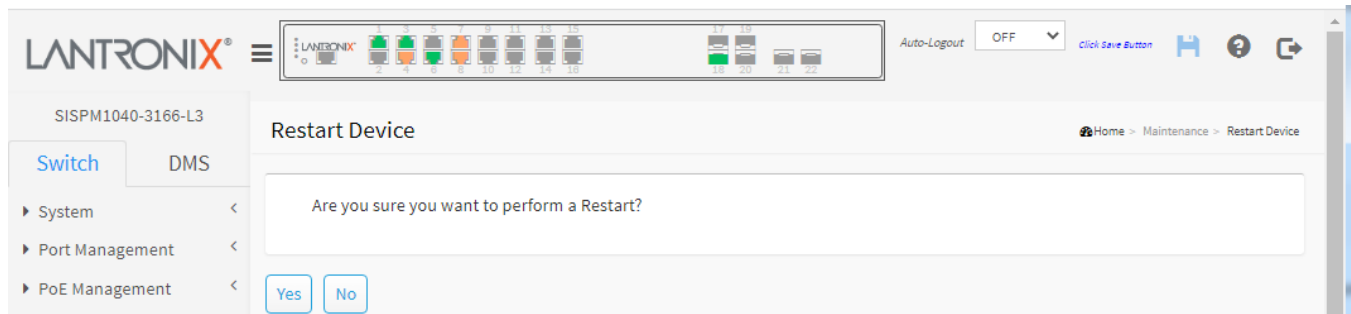 1 3 5 7 9 11 13 15 17 19
LANTRONIX® LANTRONIX Auto-Logout OFF Click Save Button
2 4 6 8 10 12 14 16 18 20 21 22
SISPM1040-3166-L3
Restart Device
Home > Maintenance > Restart Device
Switch DMS
Are you sure you want to perform a Restart?
System
Port Management
PoE Management
Yes No